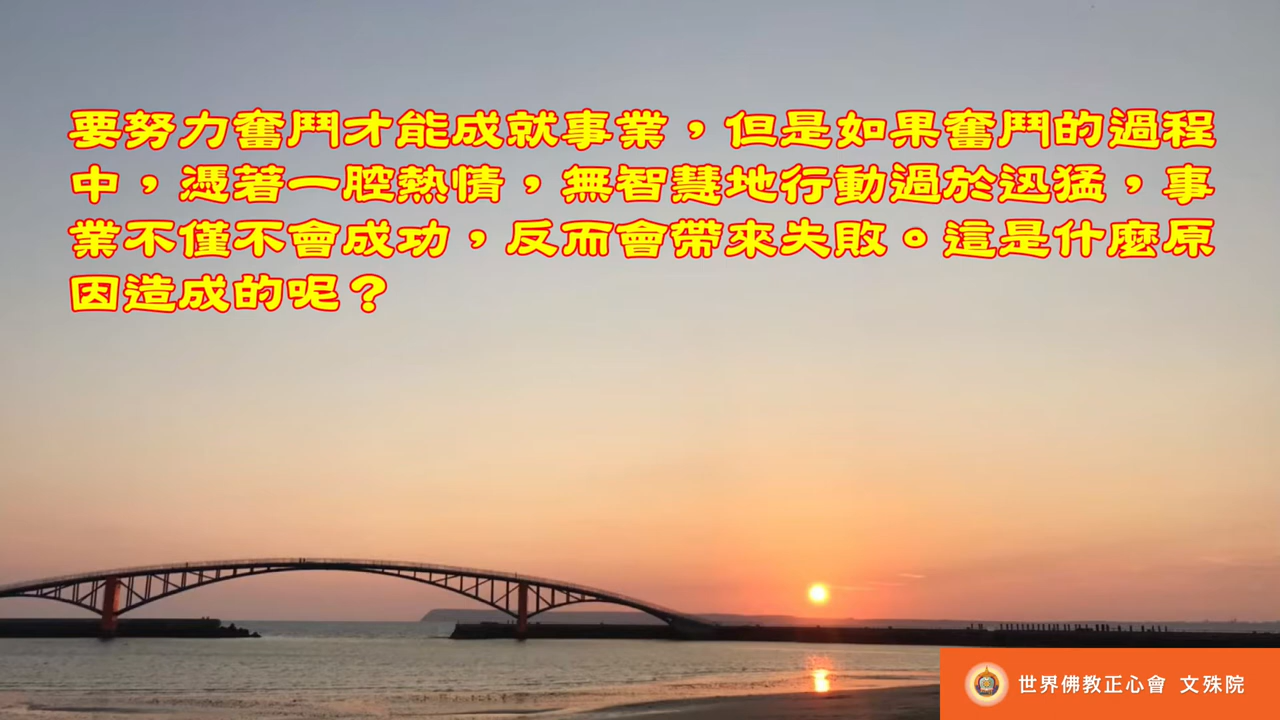 要努力奮鬥才能成就事業，但是如果奮鬥的過程
中，憑著一腔熱情，無智慧地行動過於迅猛，事
業不僅不會成功，反而會帶來失敗。這是什麼原
因造成的呢？
世界佛教正心會 文殊院